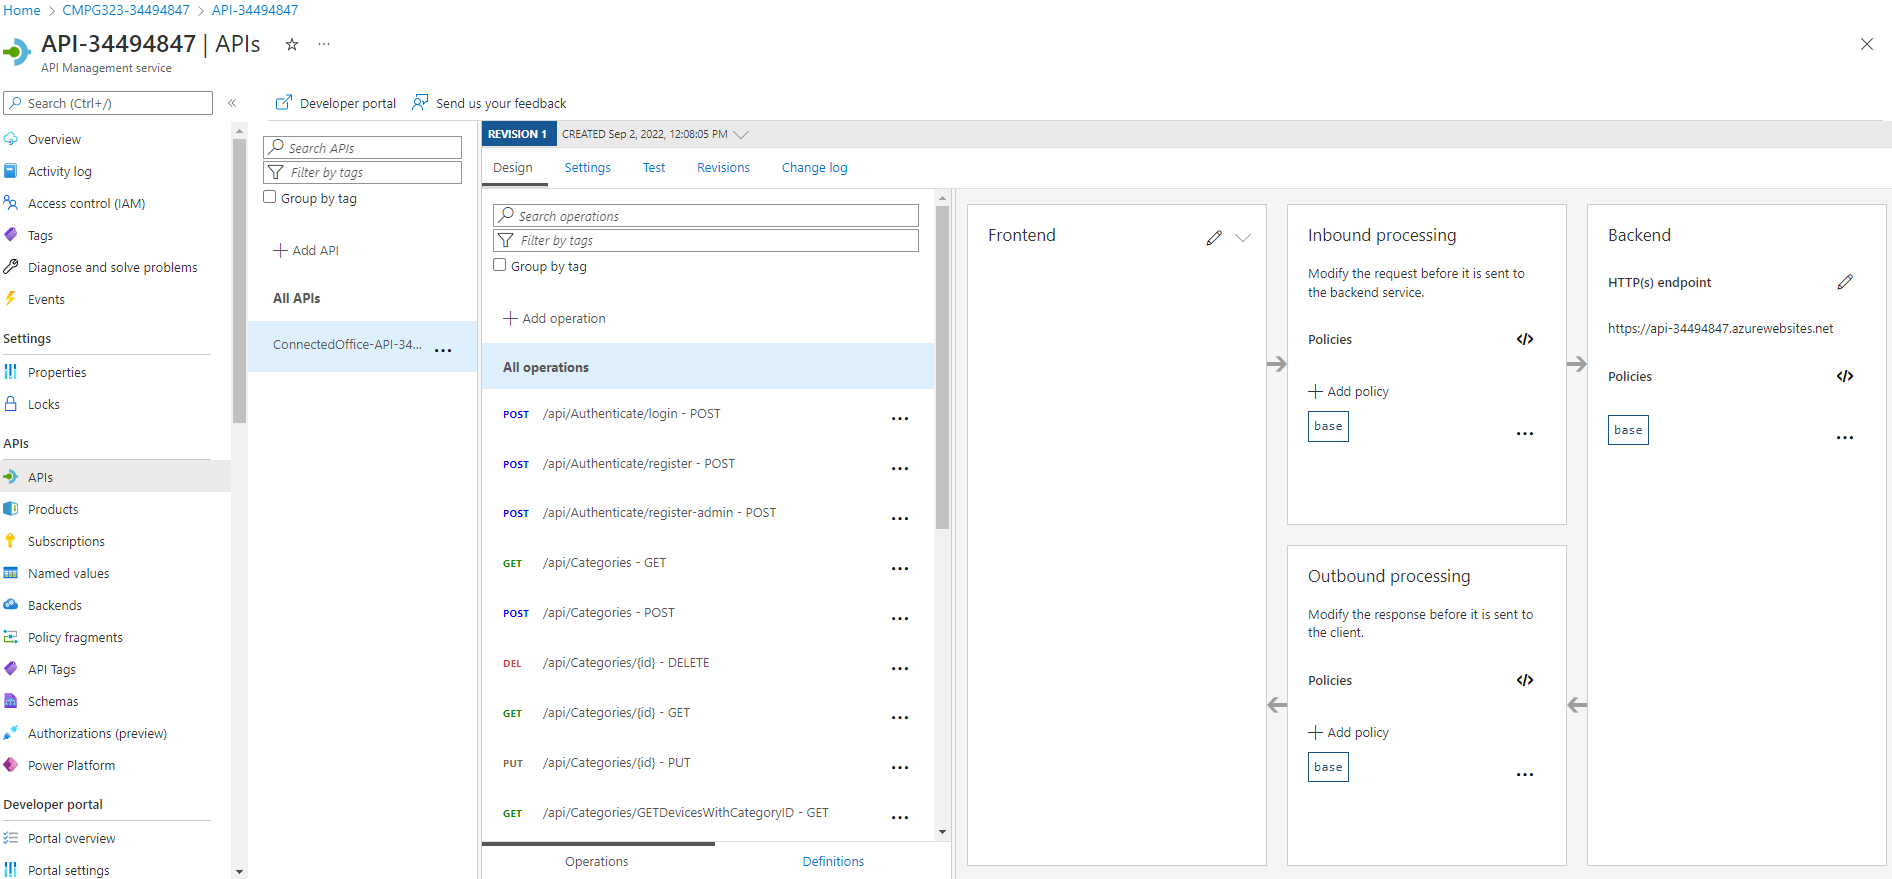 Home > CMPG323-34494847 > API-34494847
API-34494847 | APIs
API Management service
Search (Ctrl+/)
Overview
Activity log
Access control (IAM)
Tags
Diagnose and solve problems
Events
Settings
Properties
Locks
APIs
APIs
Products
Subscriptions
Named values
Backends
Policy fragments
API Tags
Schemas
Authorizations (preview)
Power Platform
Developer portal
Portal overview
Portal settings
Developer portal
Send us your feedback
Search APIs
Filter by tags
Group by tag
Add API
All APIs
ConnectedOffice-API-34...
REVISION 1 CREATED Sep 2, 2022, 12:08:05 PM
Design Settings Test Revisions Change log
Search operations
Filter by tags
Group by tag
Add operation
All operations
POST /api/Authenticate/login - POST
POST /api/Authenticate/register - POST
POST /api/Authenticate/register-admin - POST
GET /api/Categories - GET
POST /api/Categories - POST
DEL /api/Categories/{id} - DELETE
GET /api/Categories/{id} - GET
PUT /api/Categories/{id} - PUT
GET /api/Categories/GETDevicesWithCategoryID - GET
Operations Definitions
Frontend
Inbound processing
Modify the request before it is sent to
the backend service.
Policies </>
Add policy
base
Outbound processing
Modify the response before it is sent to
the client.
Policies </>
Add policy
base
Backend
HTTP(s) endpoint
https://api-34494847.azurewebsites.net
Policies </>
base